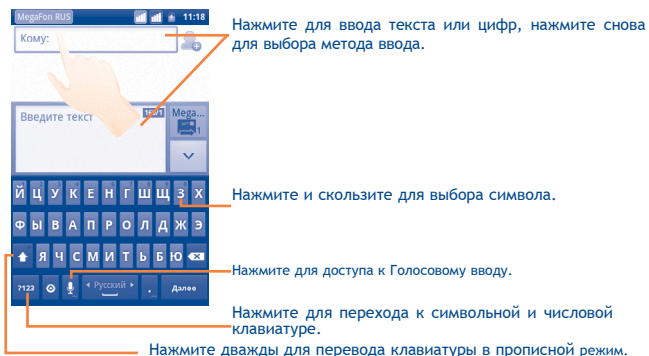 MegaFon RUS 11:18
Кому:
Нажмите для ввода текста или цифр, нажмите снова
для выбора метода ввода.
Введите текст
Mega...
1
Й Ц У К Е Н Г Ш Щ З Х
Нажмите и скользите для выбора символа.
Ф Ы В А П Р О Л Д Ж Э
Я Ч С М И Т Ь Б Ю
Нажмите для доступа к Голосовому вводу.
?123 Русский . Далее
Нажмите для перехода к символьной и числовой
клавиатуре.
Нажмите дважды для перевода клавиатуры в прописной режим.